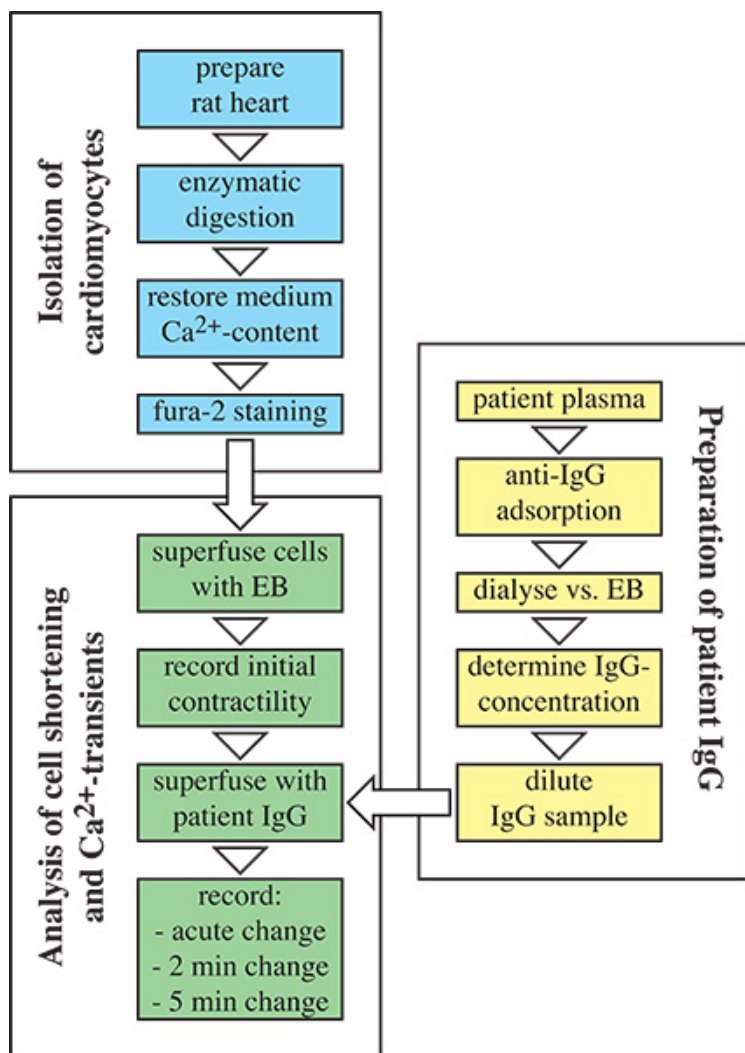 Isolation of
cardiomyocytes
prepare
rat heart
enzymatic
digestion
restore medium
Ca²⁺-content
fura-2 staining
Analysis of cell shortening
and Ca²⁺-transients
superfuse cells
with EB
record initial
contractility
superfuse with
patient IgG
record:
- acute change
- 2 min change
- 5 min change
Preparation of patient IgG
patient plasma
anti-IgG
adsorption
dialyse vs. EB
determine IgG-
concentration
dilute
IgG sample